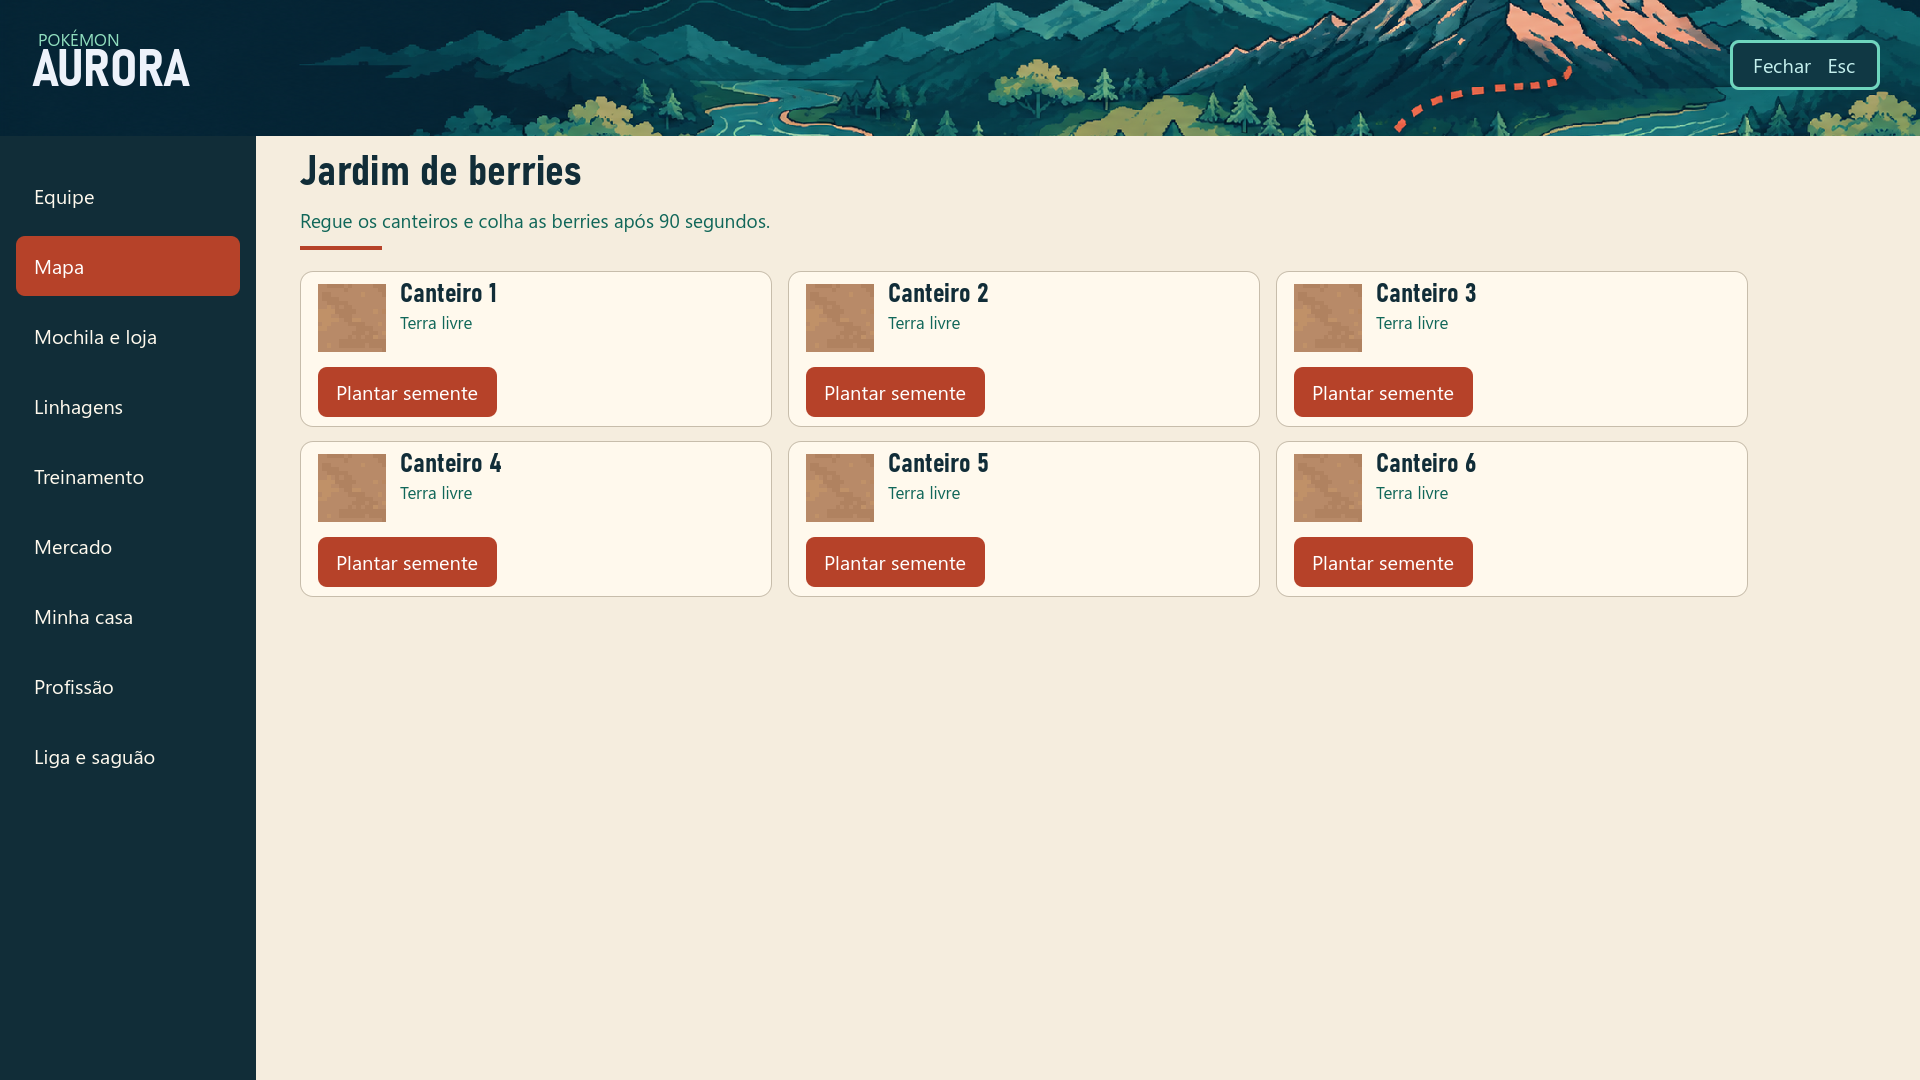 POKÉMON
AURORA
Fechar Esc
Equipe
Mapa
Mochila e loja
Linhagens
Treinamento
Mercado
Minha casa
Profissão
Liga e saguão
Jardim de berries
Regue os canteiros e colha as berries após 90 segundos.
Canteiro 1
Terra livre
Plantar semente
Canteiro 2
Terra livre
Plantar semente
Canteiro 3
Terra livre
Plantar semente
Canteiro 4
Terra livre
Plantar semente
Canteiro 5
Terra livre
Plantar semente
Canteiro 6
Terra livre
Plantar semente